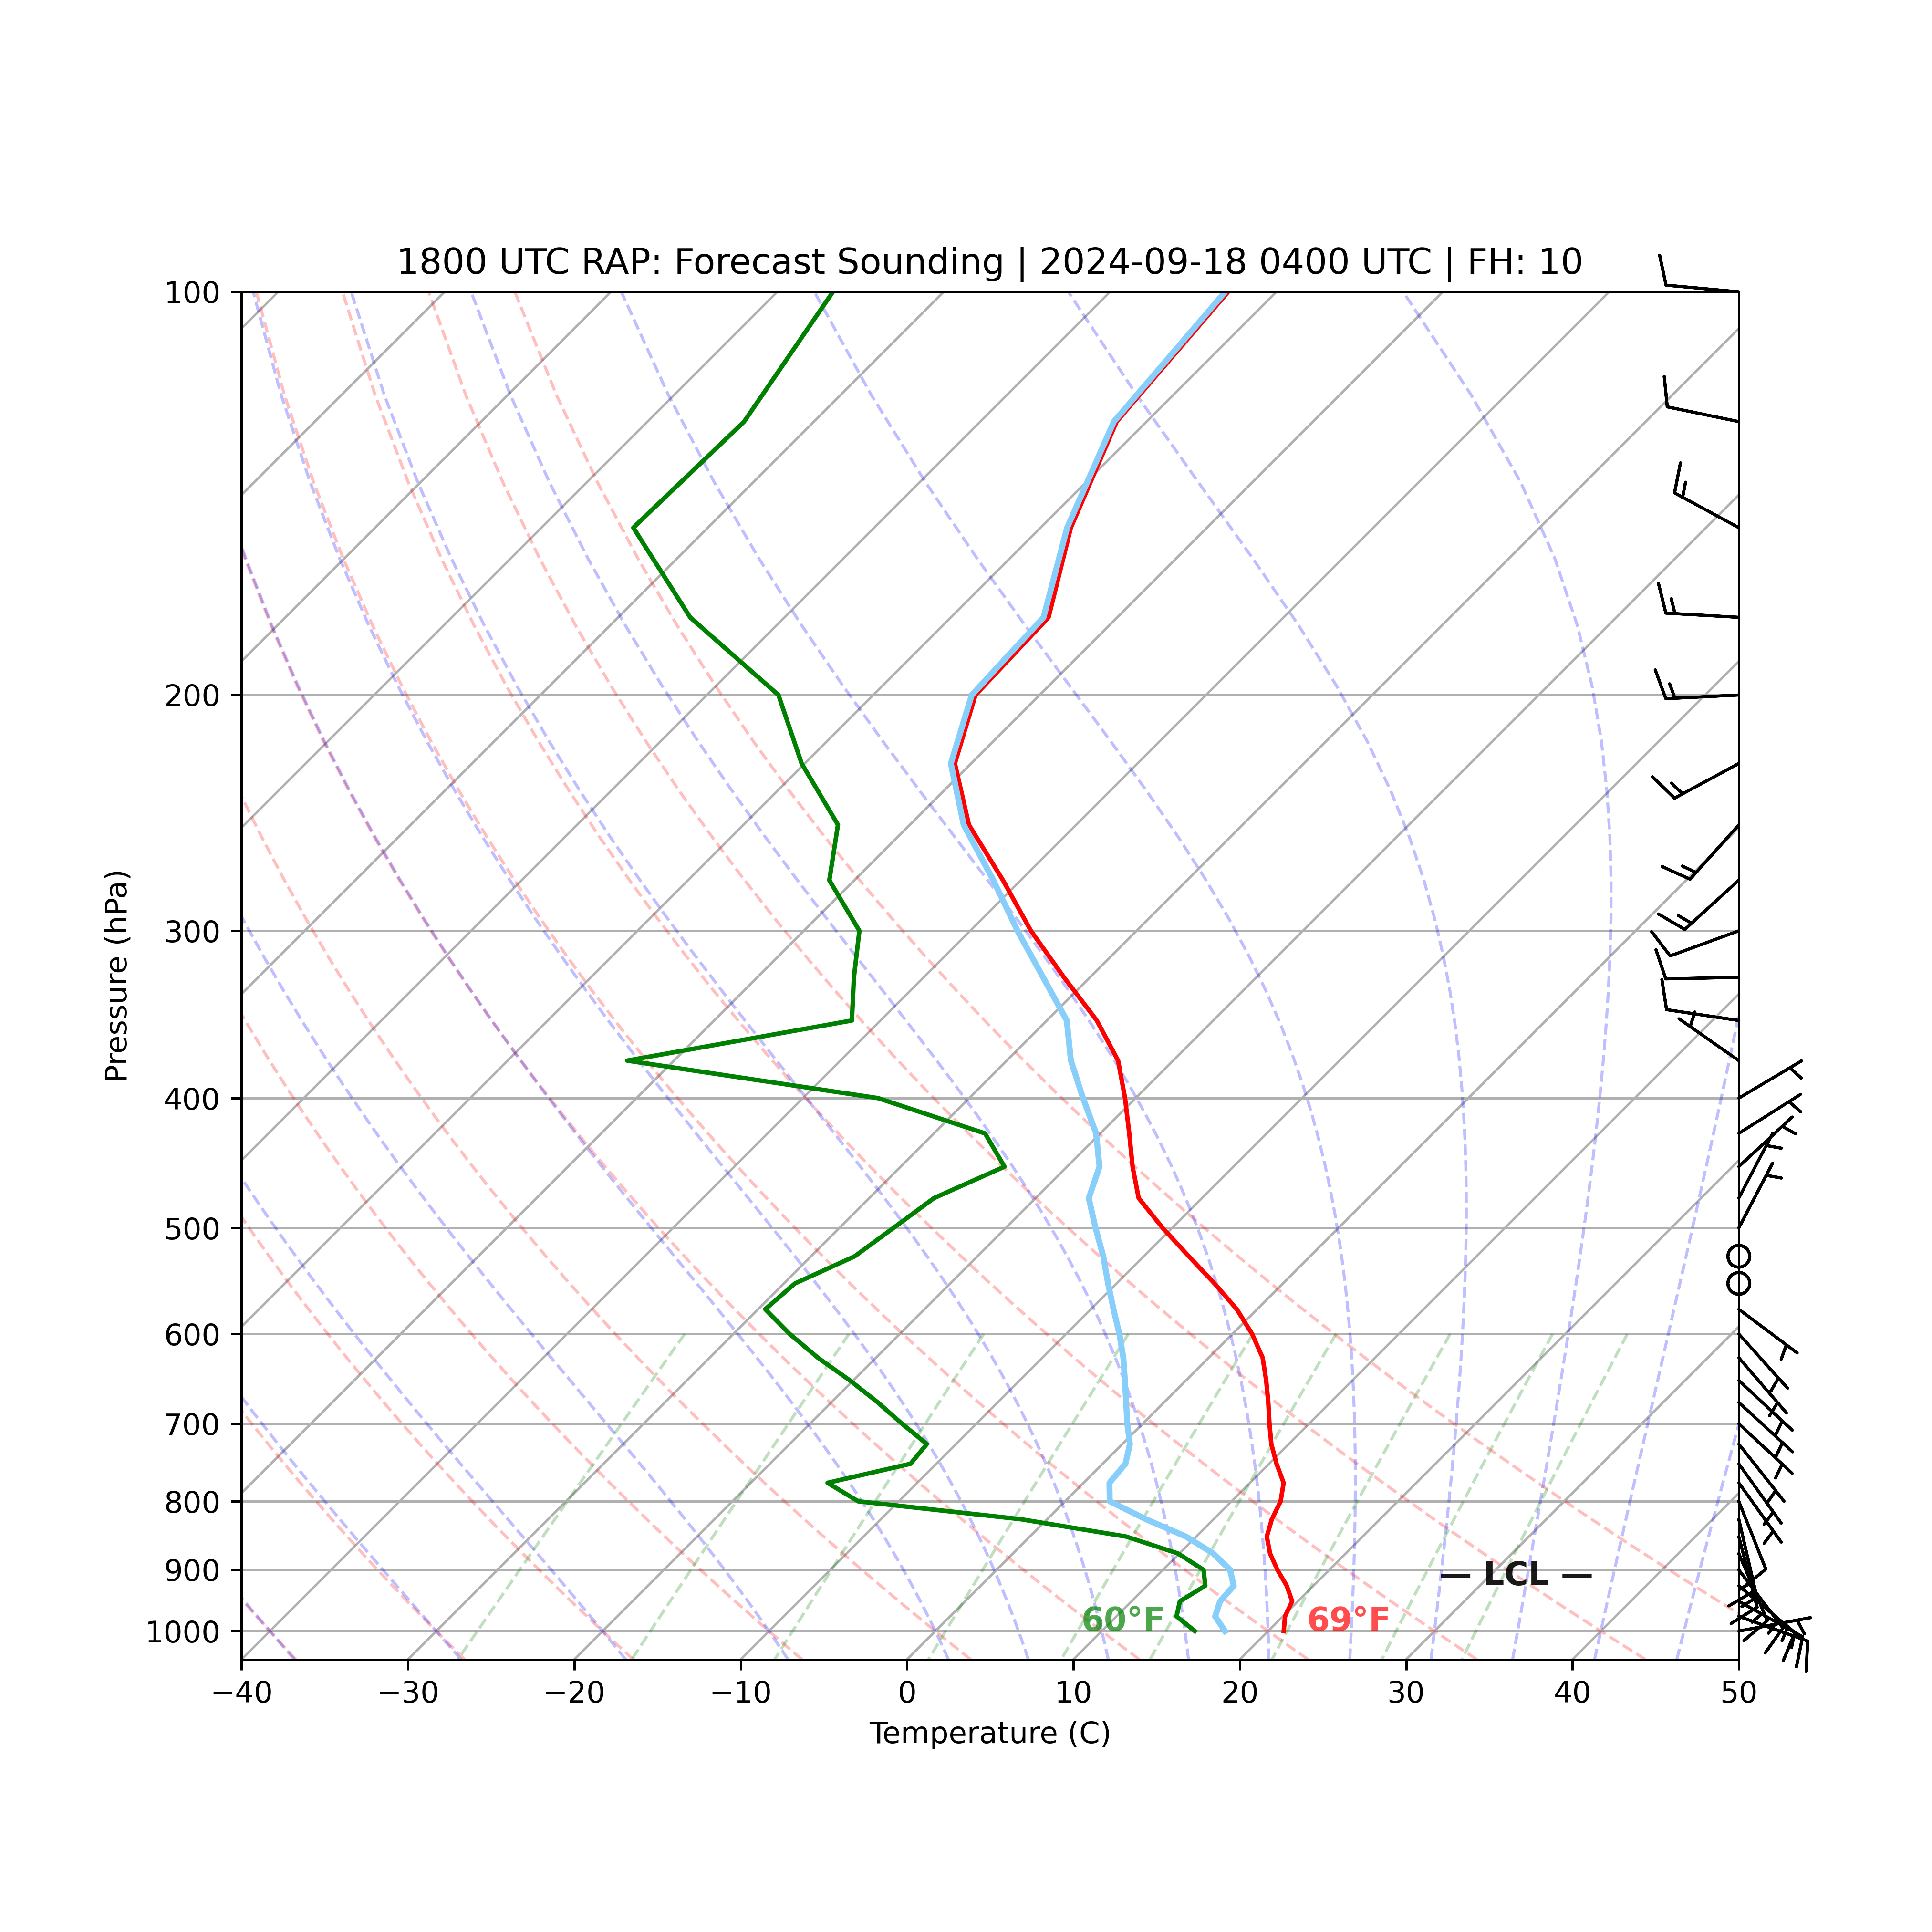 1800 UTC RAP: Forecast Sounding | 2024-09-18 0400 UTC | FH: 10
100
200
300
400
500
600
700
800
900
1000
Pressure (hPa)
— LCL —
60°F
69°F
−40 −30 −20 −10 0 10 20 30 40 50
Temperature (C)